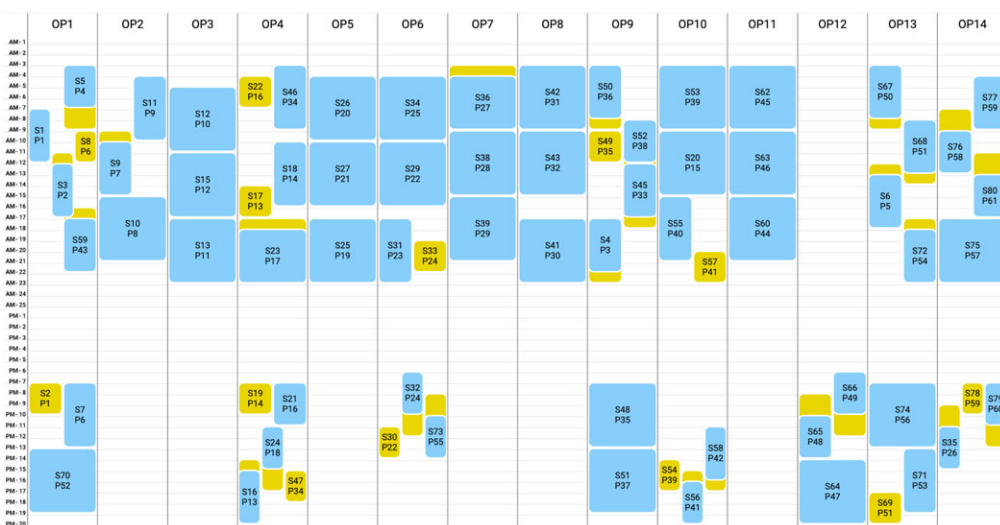 OP1 OP2 OP3 OP4 OP5 OP6 OP7 OP8 OP9 OP10 OP11 OP12 OP13 OP14
AM-1
AM-2
AM-3
AM-4
AM-5
AM-6
AM-7
AM-8
AM-9
AM-10
AM-11
AM-12
AM-13
AM-14
AM-15
AM-16
AM-17
AM-18
AM-19
AM-20
AM-21
AM-22
AM-23
AM-24
AM-25
PM-1
PM-2
PM-3
PM-4
PM-5
PM-6
PM-7
PM-8
PM-9
PM-10
PM-11
PM-12
PM-13
PM-14
PM-15
PM-16
PM-17
PM-18
PM-19
PM-20
S5
P4
S1
P1
S8
P6
S3
P2
S59
P43
S2
P1
S7
P6
S70
P52
S11
P9
S9
P7
S10
P8
S12
P10
S15
P12
S13
P11
S22
P16
S46
P34
S18
P14
S17
P13
S23
P17
S19
P14
S21
P16
S24
P18
S16
P13
S47
P34
S26
P20
S27
P21
S25
P19
S34
P25
S29
P22
S31
P23
S33
P24
S32
P24
S30
P22
S73
P55
S36
P27
S38
P28
S39
P29
S42
P31
S43
P32
S41
P30
S50
P36
S49
P35
S52
P38
S45
P33
S4
P3
S48
P35
S51
P37
S53
P39
S20
P15
S55
P40
S57
P41
S58
P42
S54
P39
S56
P41
S62
P45
S63
P46
S60
P44
S66
P49
S65
P48
S64
P47
S67
P50
S68
P51
S6
P5
S72
P54
S74
P56
S71
P53
S69
P51
S77
P59
S76
P58
S80
P61
S75
P57
S78
P59
S79
P60
S35
P26